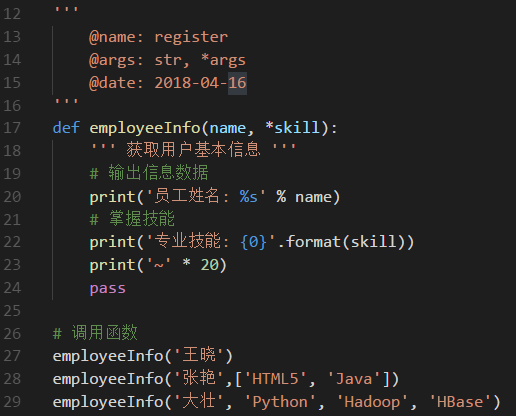 12 '''
13     @name: register
14     @args: str, *args
15     @date: 2018-04-16
16 '''
17 def employeeInfo(name, *skill):
18     ''' 获取用户基本信息 '''
19     # 输出信息数据
20     print('员工姓名: %s' % name)
21     # 掌握技能
22     print('专业技能: {0}'.format(skill))
23     print('~' * 20)
24     pass
25
26 # 调用函数
27 employeeInfo('王晓')
28 employeeInfo('张艳',['HTML5', 'Java'])
29 employeeInfo('大壮', 'Python', 'Hadoop', 'HBase')